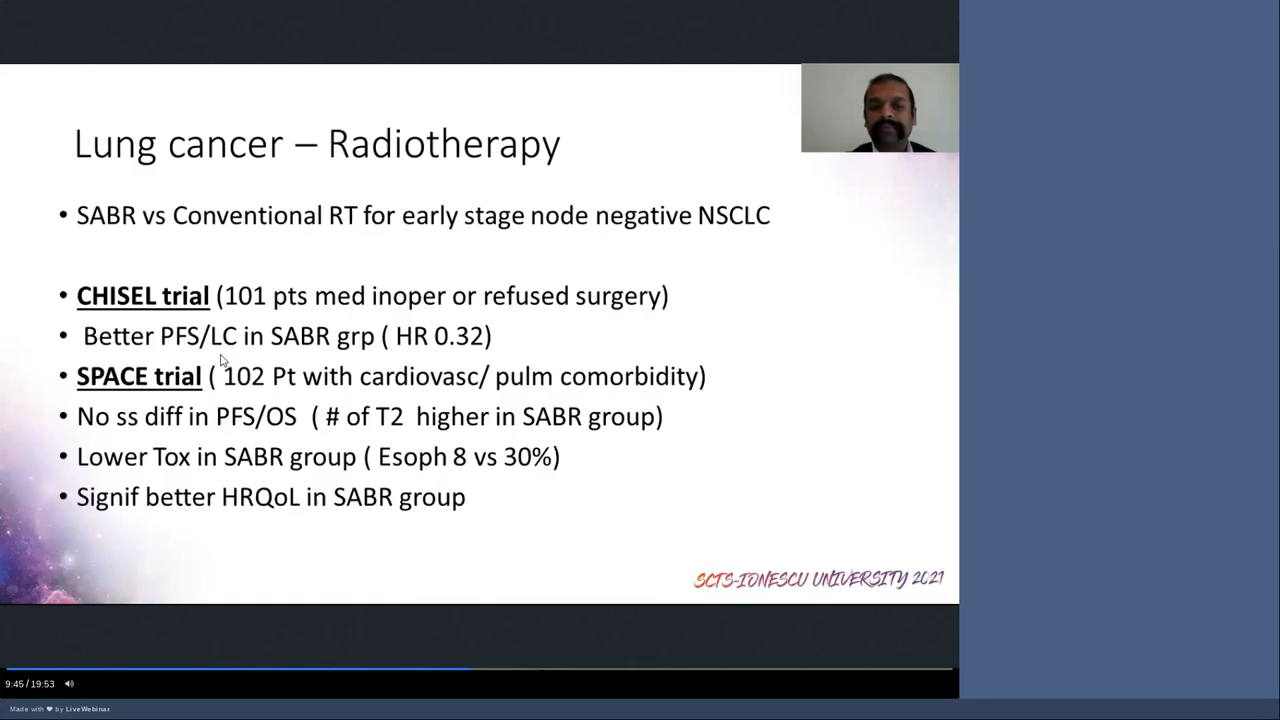 Lung cancer – Radiotherapy
• SABR vs Conventional RT for early stage node negative NSCLC
• CHISEL trial (101 pts med inoper or refused surgery)
• Better PFS/LC in SABR grp ( HR 0.32)
• SPACE trial ( 102 Pt with cardiovasc/ pulm comorbidity)
• No ss diff in PFS/OS ( # of T2 higher in SABR group)
• Lower Tox in SABR group ( Esoph 8 vs 30%)
• Signif better HRQoL in SABR group
SCTS-IONESCU UNIVERSITY 2021
9:45 / 19:53
Made with ❤ by LiveWebinar